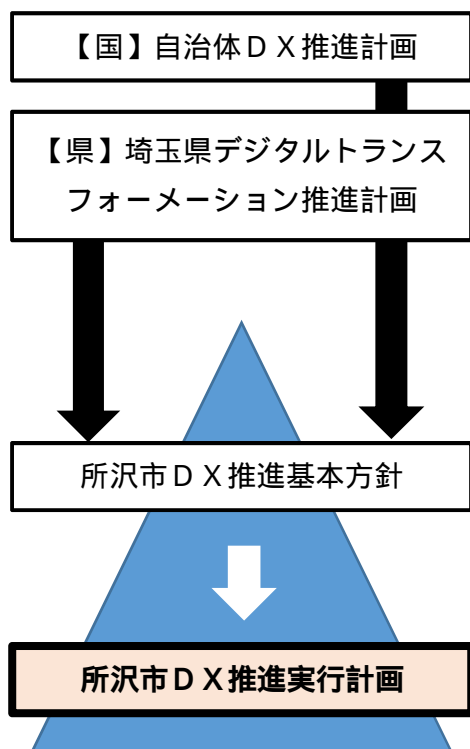 【国】自治体ＤＸ推進計画
【県】埼玉県デジタルトランス
フォーメーション推進計画
所沢市ＤＸ推進基本方針
所沢市ＤＸ推進実行計画